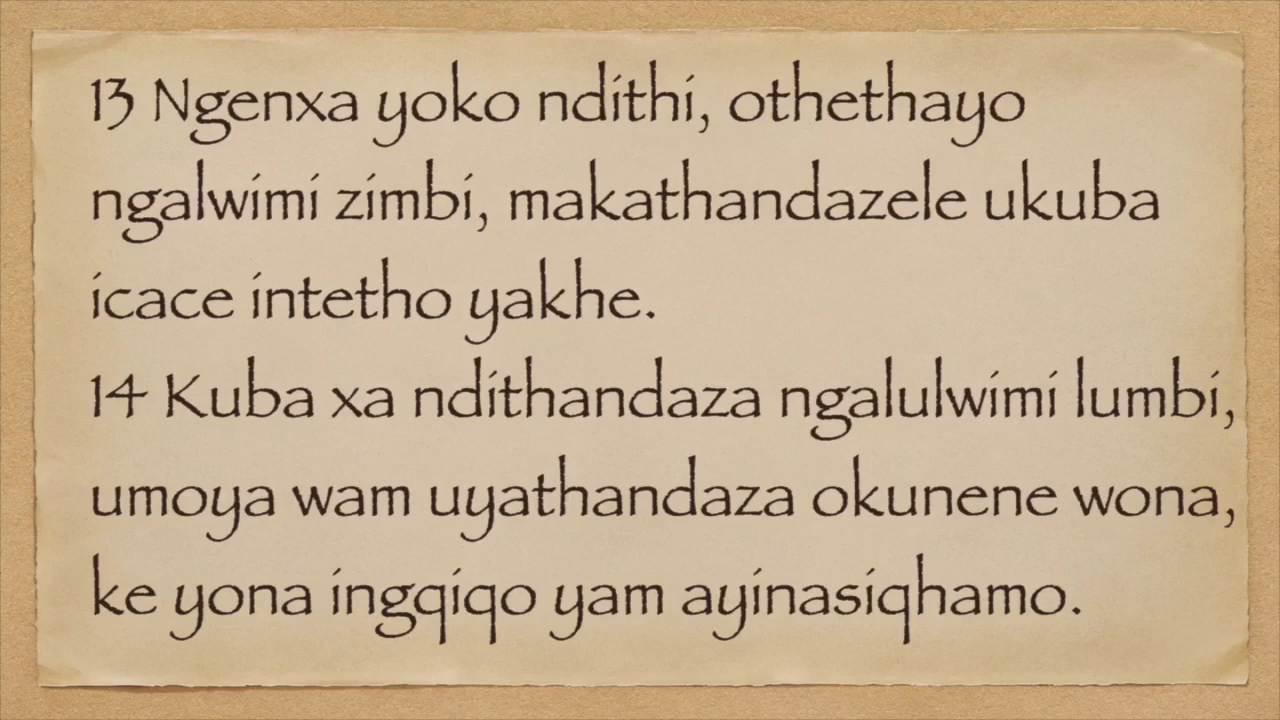 13 Ngenxa yoko ndithi, othethayo
ngalwimi zimbi, makathandazele ukuba
icace intetho yakhe.
14 Kuba xa ndithandaza ngalulwimi lumbi,
umoya wam uyathandaza okunene wona,
ke yona ingqiqo yam ayinasiqhamo.